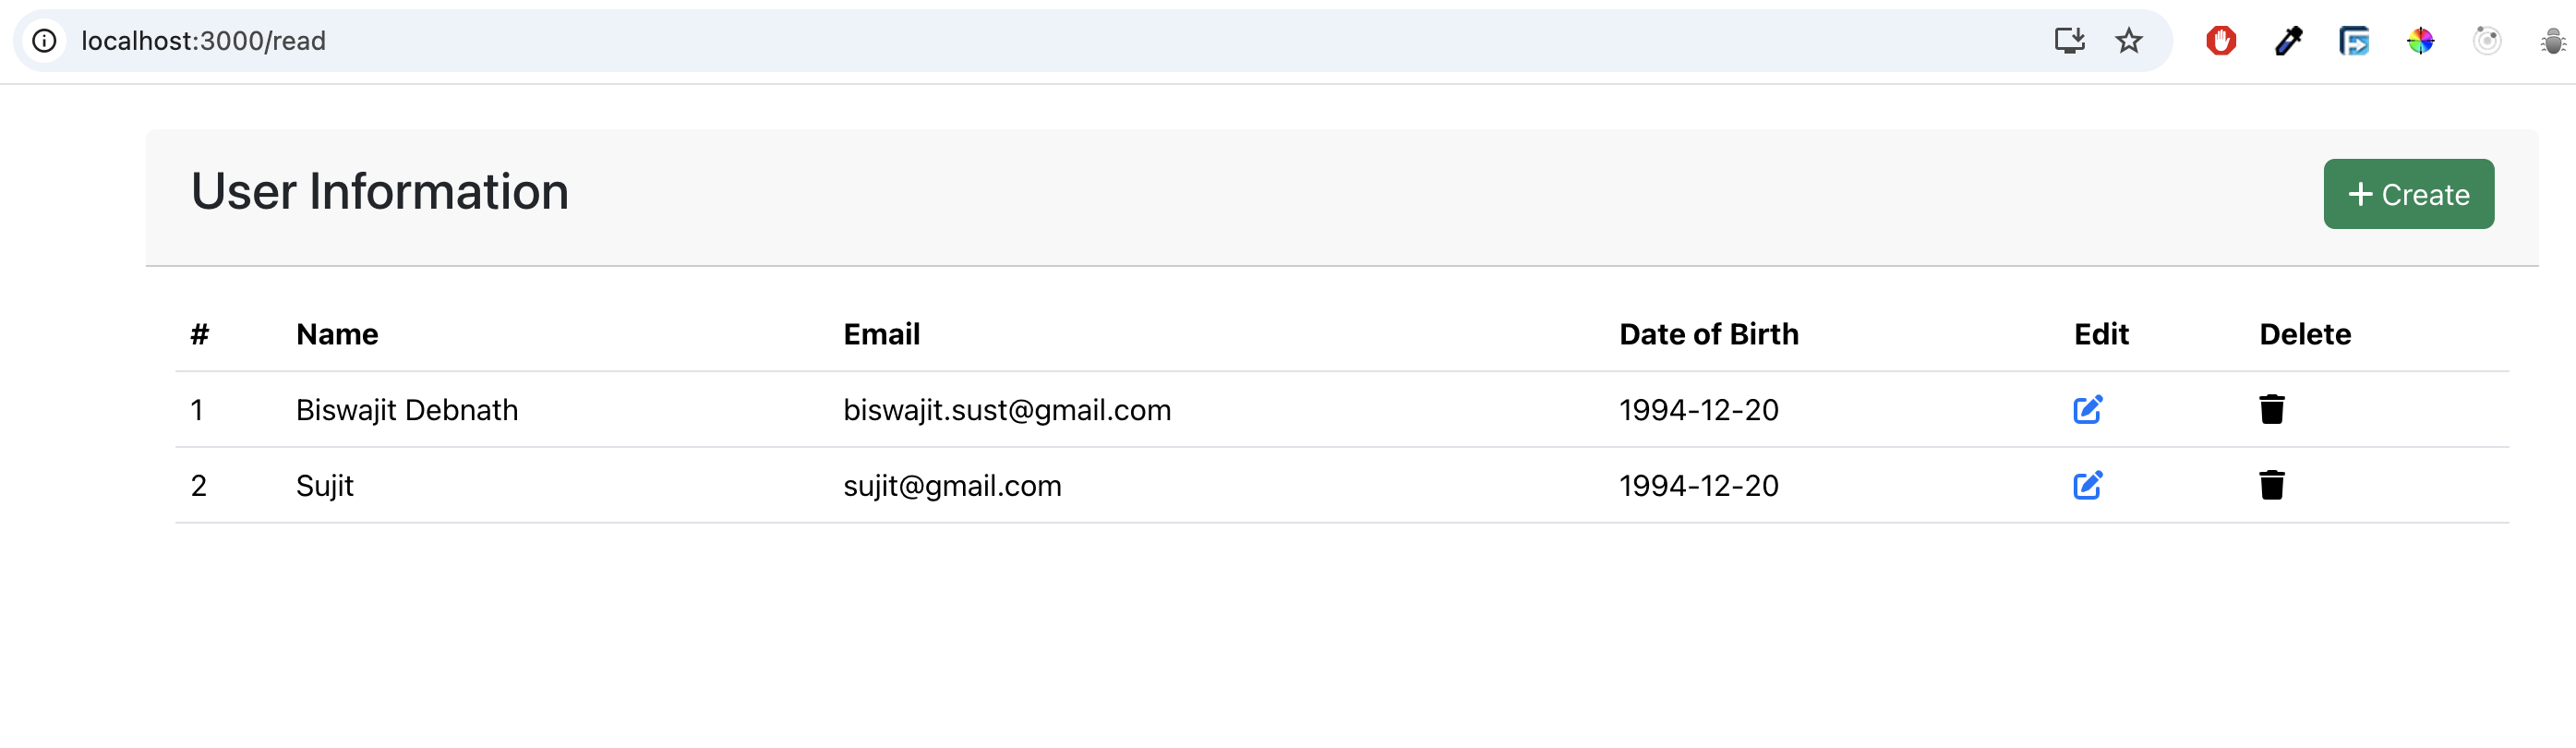 localhost:3000/read
User Information
+ Create
# Name Email Date of Birth Edit Delete
1 Biswajit Debnath biswajit.sust@gmail.com 1994-12-20
2 Sujit sujit@gmail.com 1994-12-20